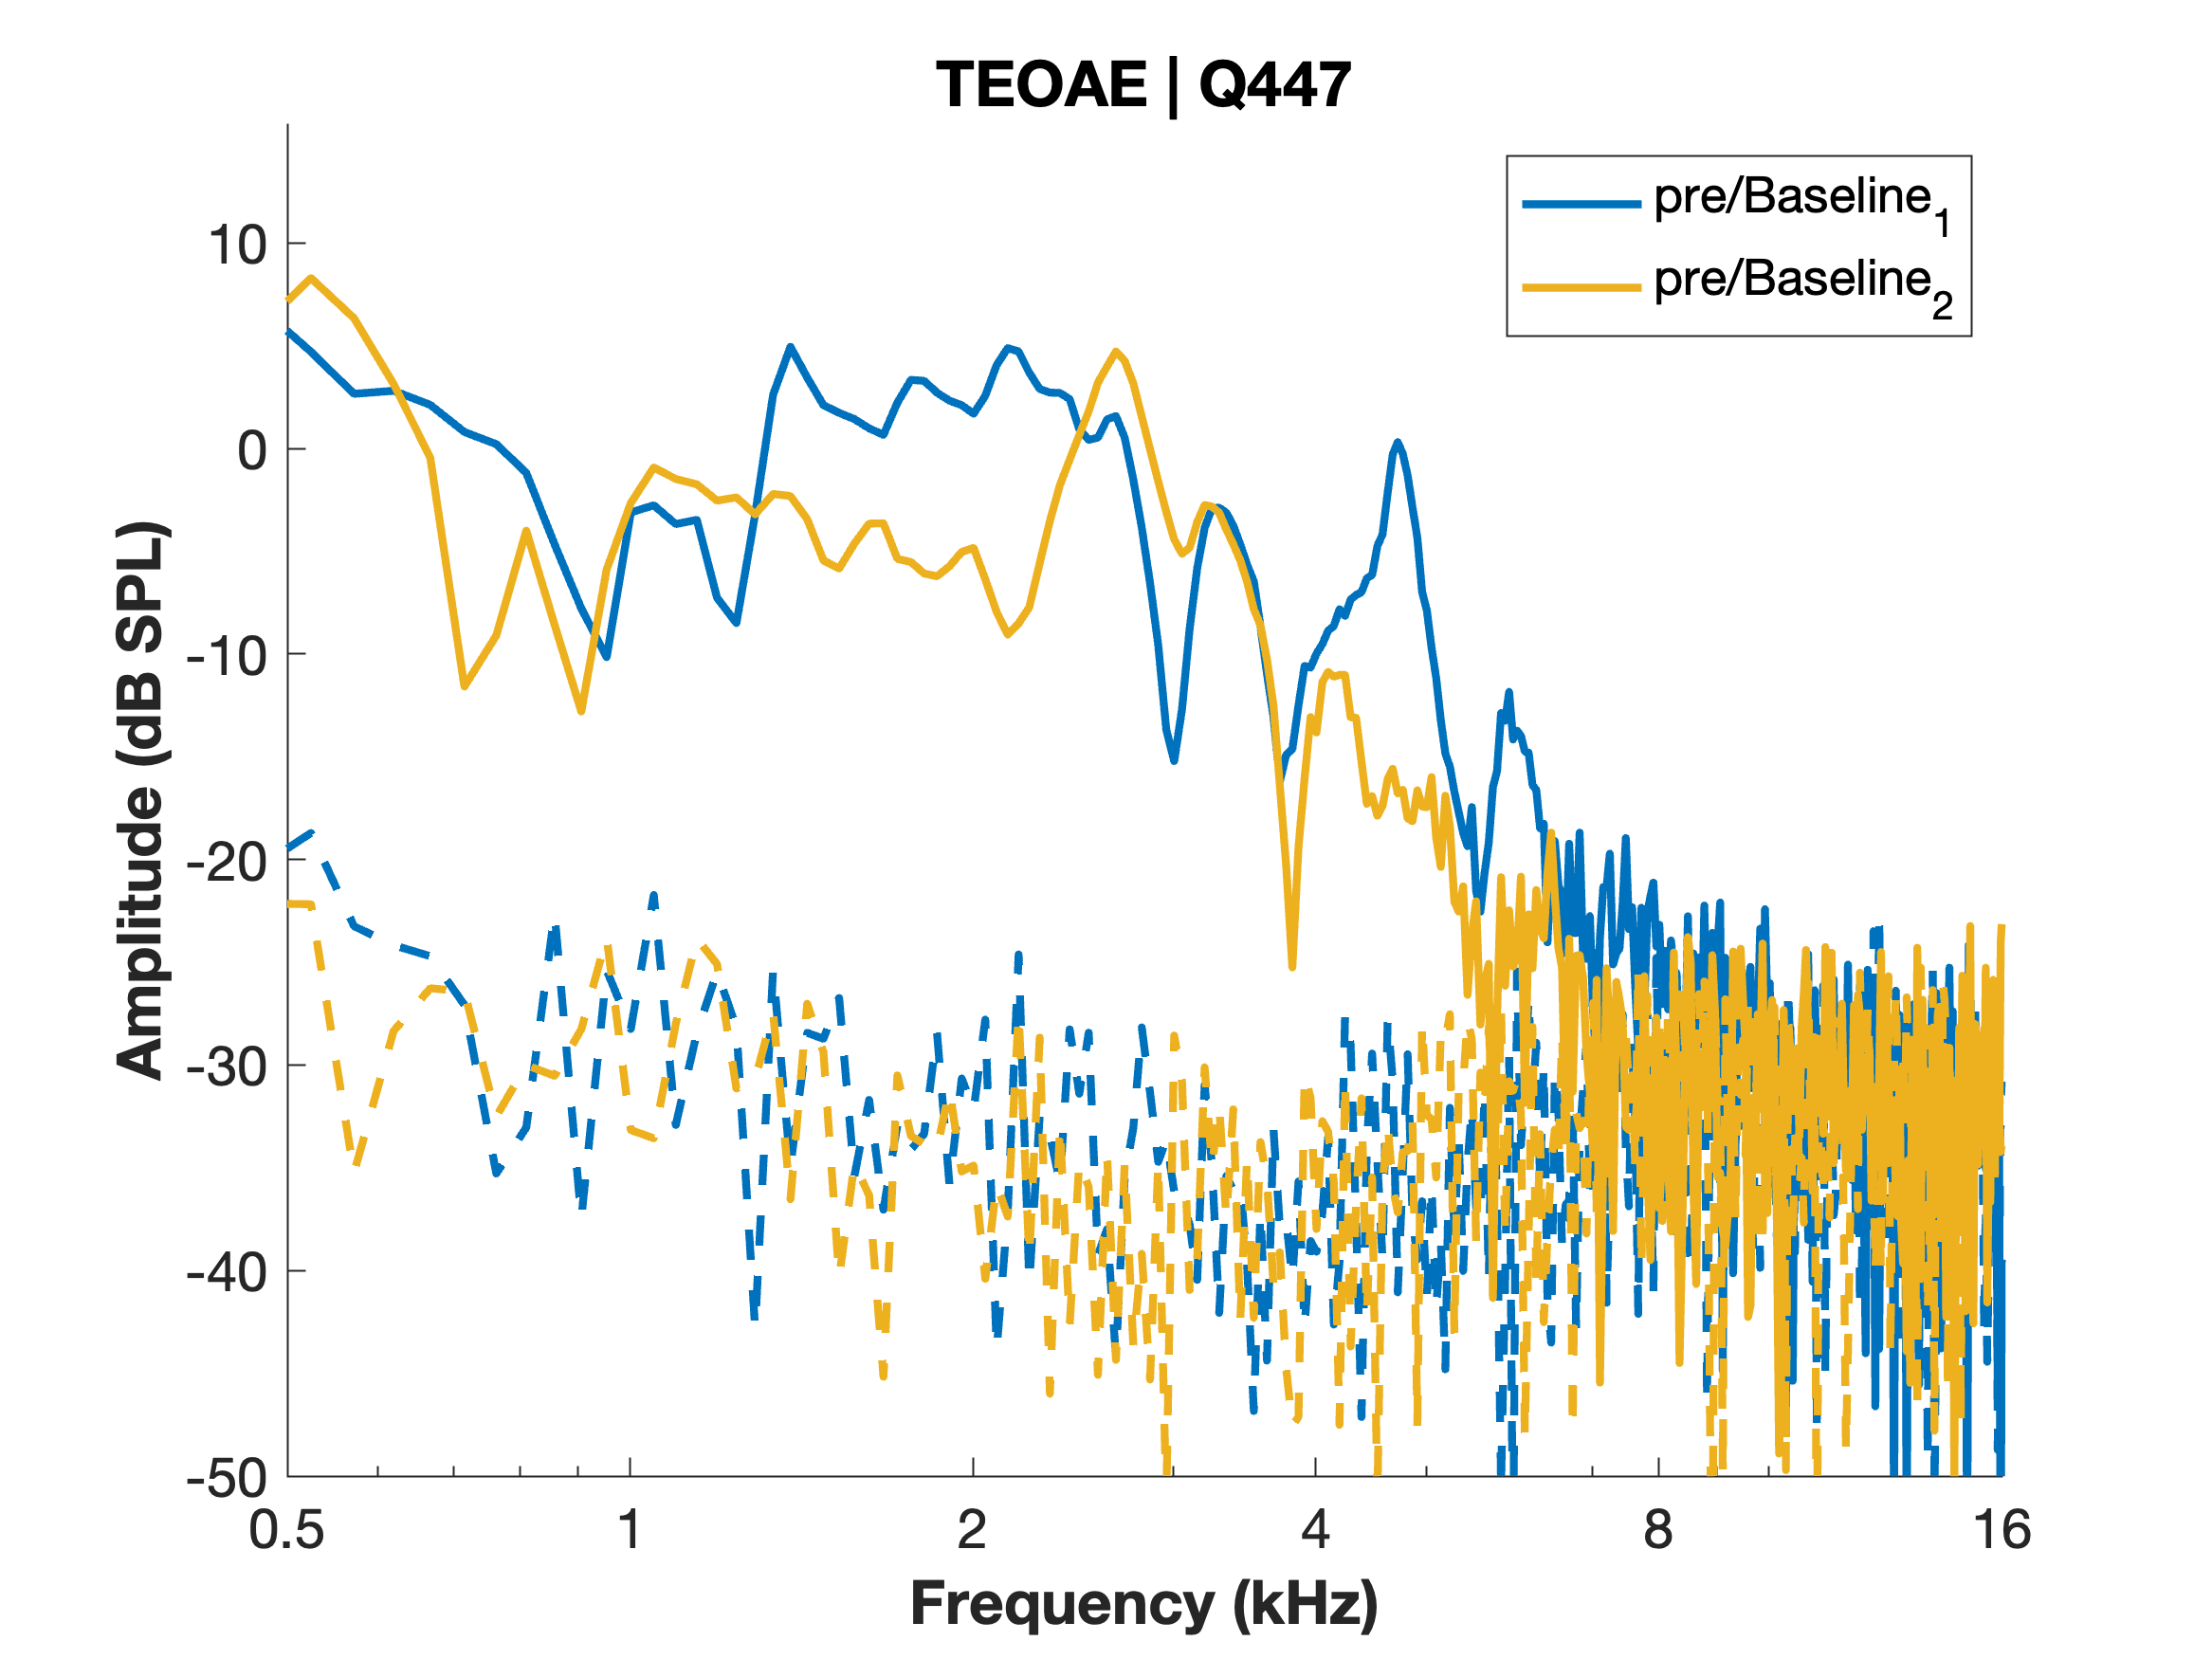 TEOAE | Q447
pre/Baseline1
pre/Baseline2
10
0
-10
-20
-30
-40
-50
Amplitude (dB SPL)
0.5 1 2 4 8 16
Frequency (kHz)